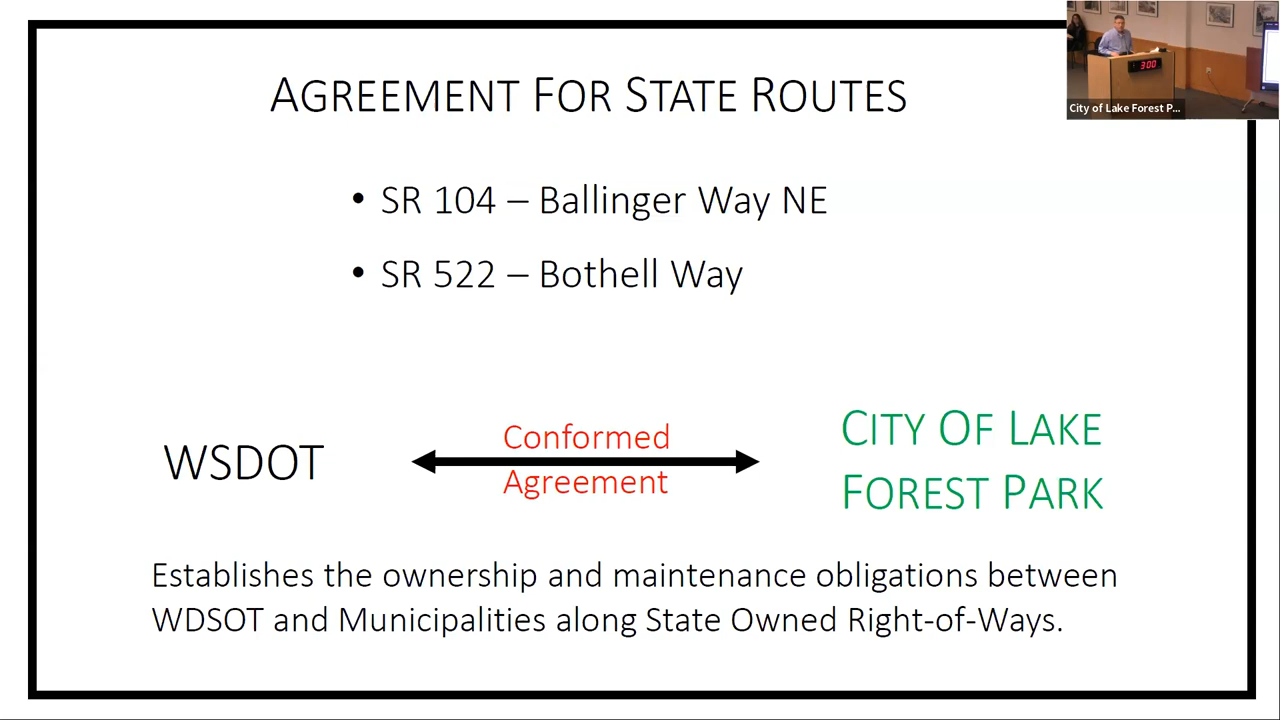 AGREEMENT FOR STATE ROUTES
• SR 104 – Ballinger Way NE
• SR 522 – Bothell Way
WSDOT
Conformed
Agreement
CITY OF LAKE
FOREST PARK
Establishes the ownership and maintenance obligations between
WDSOT and Municipalities along State Owned Right-of-Ways.
3:00
City of Lake Forest P...